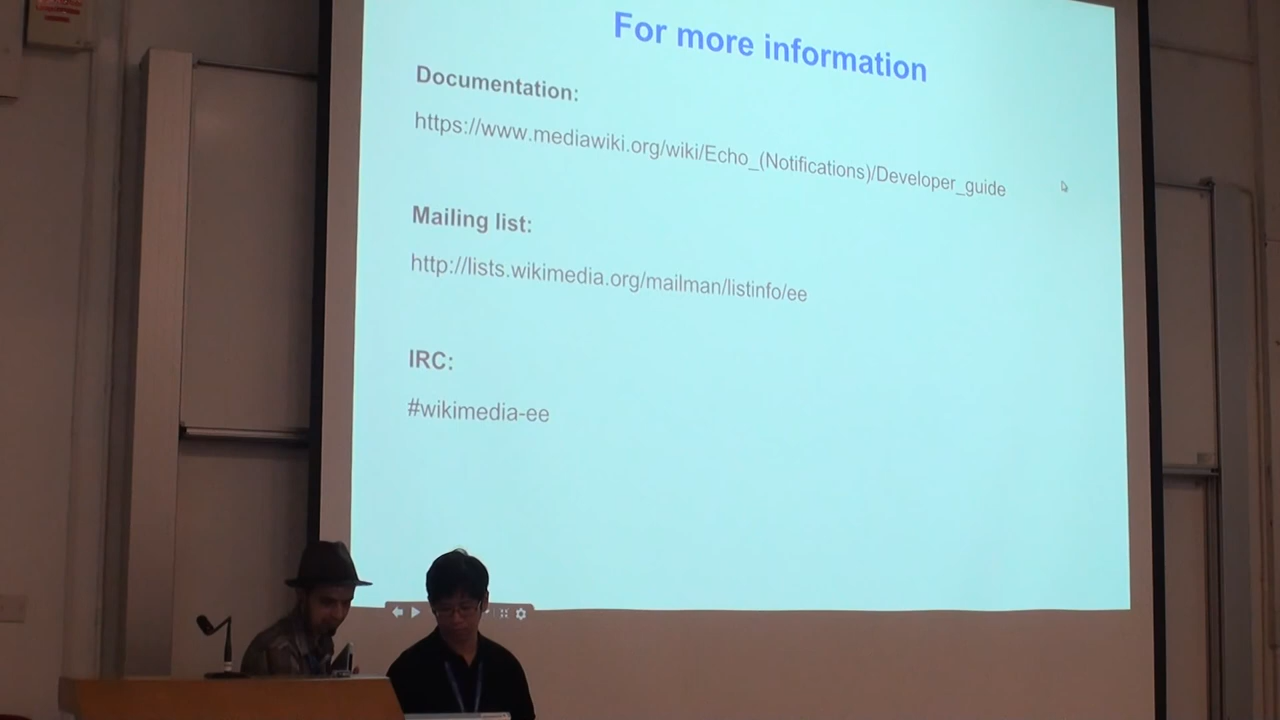 For more information
Documentation:
https://www.mediawiki.org/wiki/Echo_(Notifications)/Developer_guide
Mailing list:
http://lists.wikimedia.org/mailman/listinfo/ee
IRC:
#wikimedia-ee